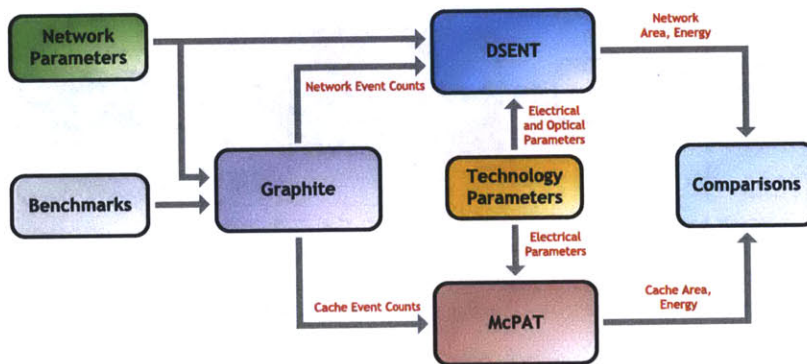 Network
Parameters
DSENT
Network
Area, Energy
Network Event Counts
Electrical
and Optical
Parameters
Benchmarks
Graphite
Technology
Parameters
Comparisons
Electrical
Parameters
Cache Event Counts
McPAT
Cache Area,
Energy